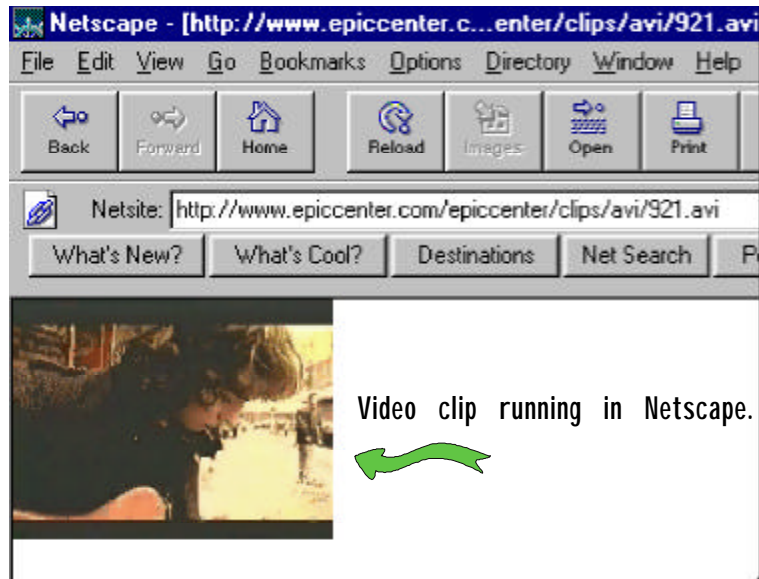 Netscape - [http://www.epiccenter.c...enter/clips/avi/921.avi
File Edit View Go Bookmarks Options Directory Window Help
Back Forward Home Reload Images Open Print
Netsite: http://www.epiccenter.com/epiccenter/clips/avi/921.avi
What's New? What's Cool? Destinations Net Search
Video clip running in Netscape.